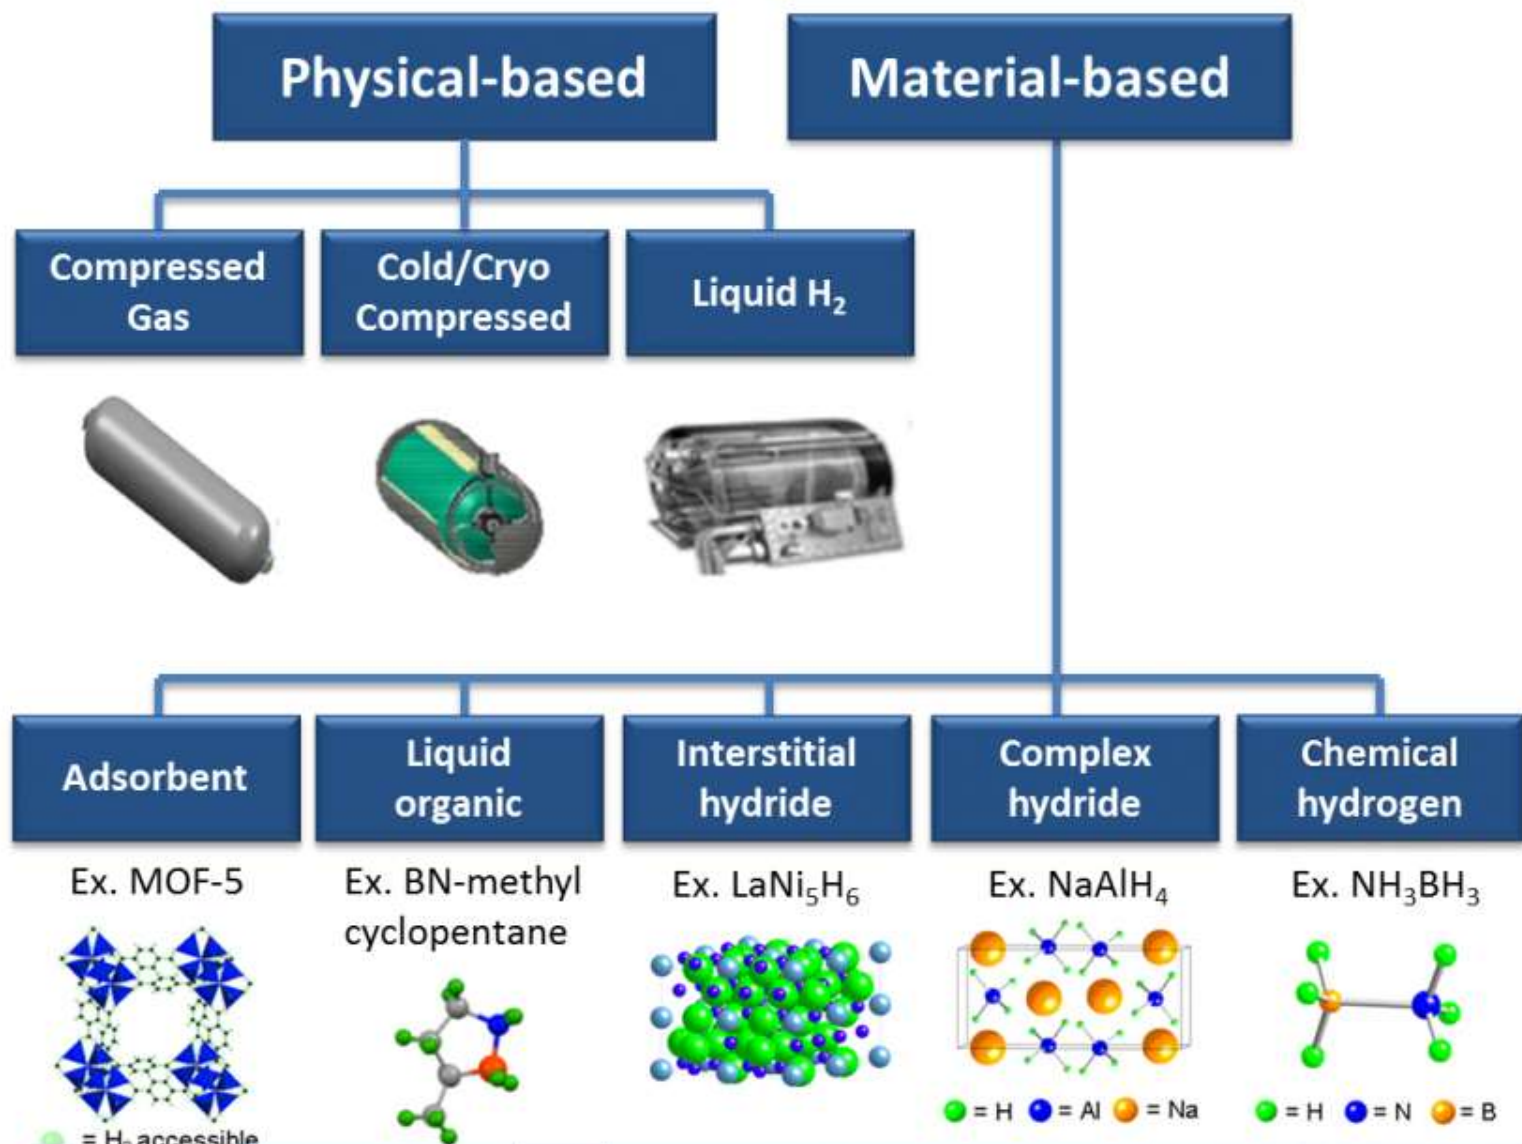 Physical-based
Material-based
Compressed
Gas
Cold/Cryo
Compressed
Liquid H₂
Adsorbent
Liquid
organic
Interstitial
hydride
Complex
hydride
Chemical
hydrogen
Ex. MOF-5
Ex. BN-methyl
cyclopentane
Ex. LaNi₅H₆
Ex. NaAlH₄
Ex. NH₃BH₃
= H₂ accessible
= H = Al = Na
= H = N = B